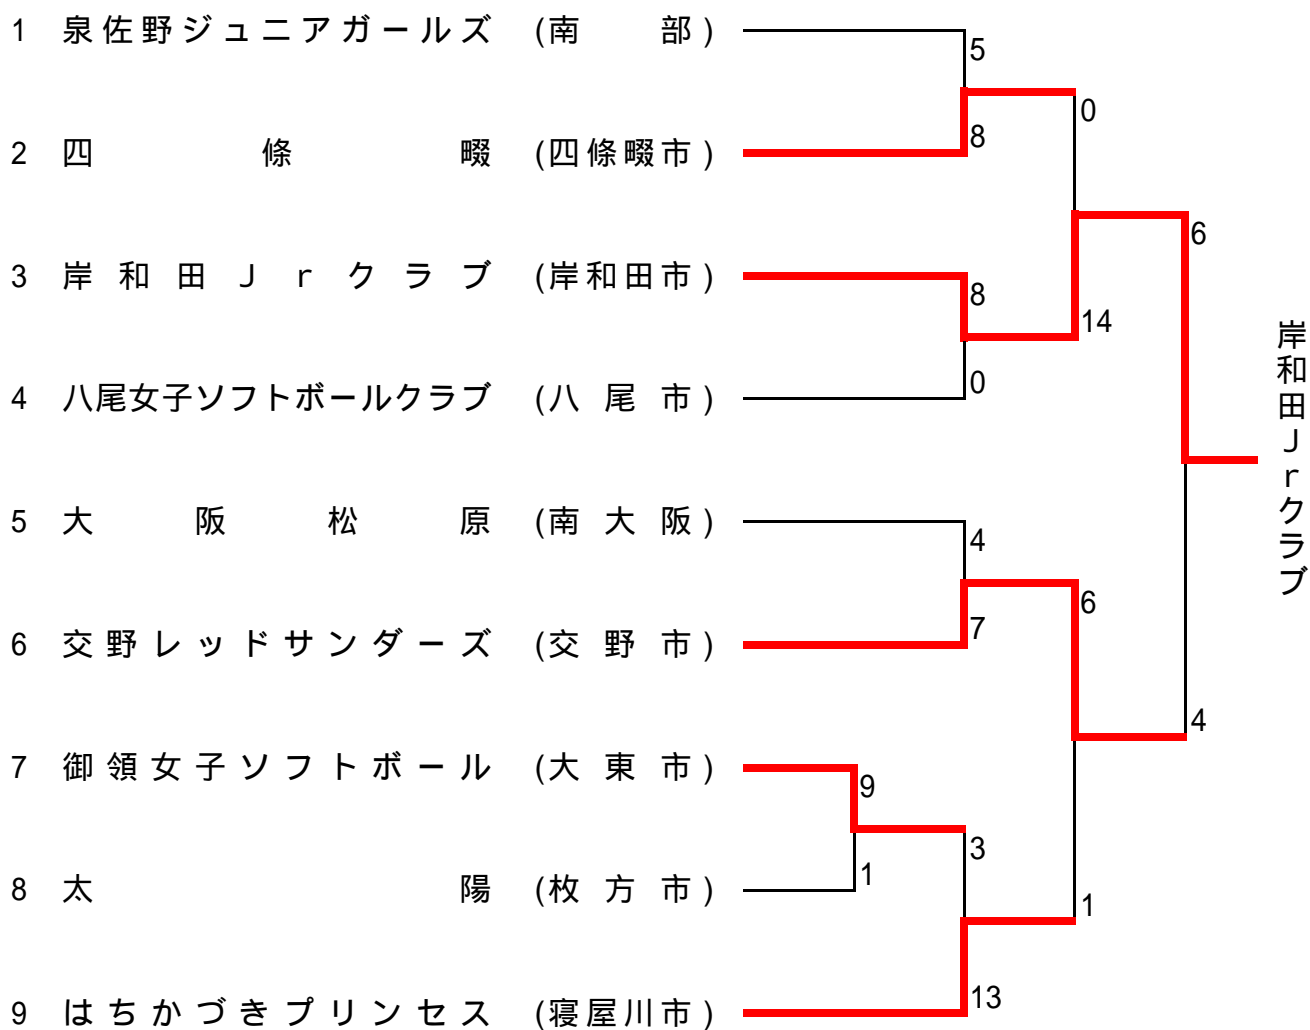 1 泉佐野ジュニアガールズ (南部)
5
0
8
2 四條畷 (四條畷市)
6
3 岸和田Jrクラブ (岸和田市)
8
14
0
4 八尾女子ソフトボールクラブ (八尾市)
岸和田Jrクラブ
5 大阪松原 (南大阪)
4
6
7
6 交野レッドサンダーズ (交野市)
4
7 御領女子ソフトボール (大東市)
9
3
1
8 太陽 (枚方市)
1
13
9 はちかづきプリンセス (寝屋川市)